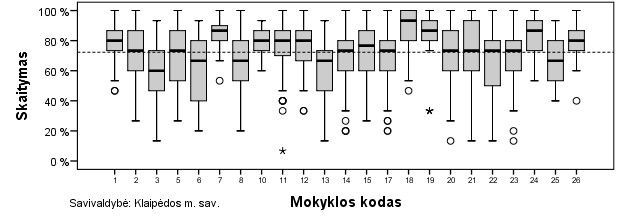 100 %
80 %
60 %
40 %
20 %
0 %
Skaitymas
1 2 3 5 6 7 8 10 11 12 13 14 15 17 18 19 20 21 22 23 24 25 26
Savivaldybė: Klaipėdos m. sav.
Mokyklos kodas